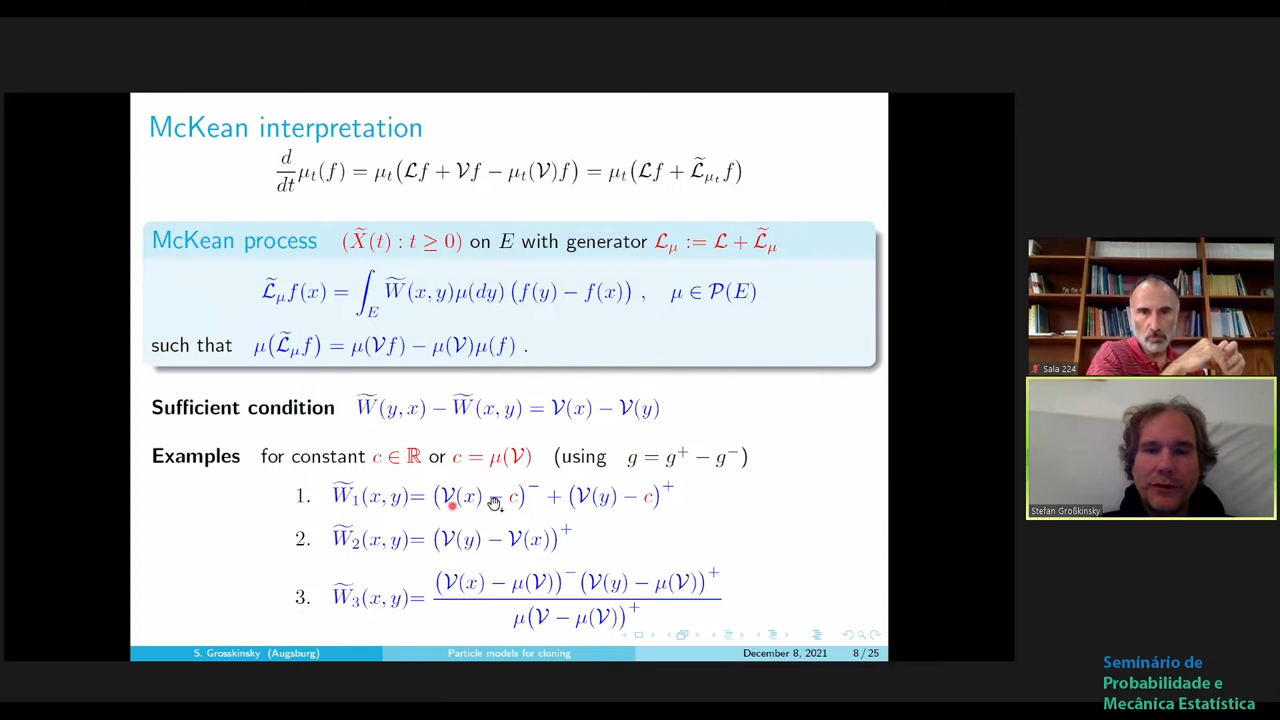 McKean interpretation
d/dt μ_t(f) = μ_t(ℒf + 𝒱f − μ_t(𝒱)f) = μ_t(ℒf + ℒ̃_{μ_t} f)
McKean process (X̃(t) : t ≥ 0) on E with generator ℒ_μ := ℒ + ℒ̃_μ
ℒ̃_μ f(x) = ∫_E W̃(x, y)μ(dy) (f(y) − f(x)) , μ ∈ 𝒫(E)
such that μ(ℒ̃_μ f) = μ(𝒱f) − μ(𝒱)μ(f) .
Sufficient condition W̃(y, x) − W̃(x, y) = 𝒱(x) − 𝒱(y)
Examples for constant c ∈ ℝ or c = μ(𝒱) (using g = g⁺ − g⁻)
1. W̃₁(x, y)= (𝒱(x) − c)⁻ + (𝒱(y) − c)⁺
2. W̃₂(x, y)= (𝒱(y) − 𝒱(x))⁺
3. W̃₃(x, y)= (𝒱(x) − μ(𝒱))⁻ (𝒱(y) − μ(𝒱))⁺ / μ(𝒱 − μ(𝒱))⁺
S. Grosskinsky (Augsburg) Particle models for cloning December 8, 2021 8 / 25
Sala 224
Stefan Großkinsky
Seminário de
Probabilidade e
Mecânica Estatística